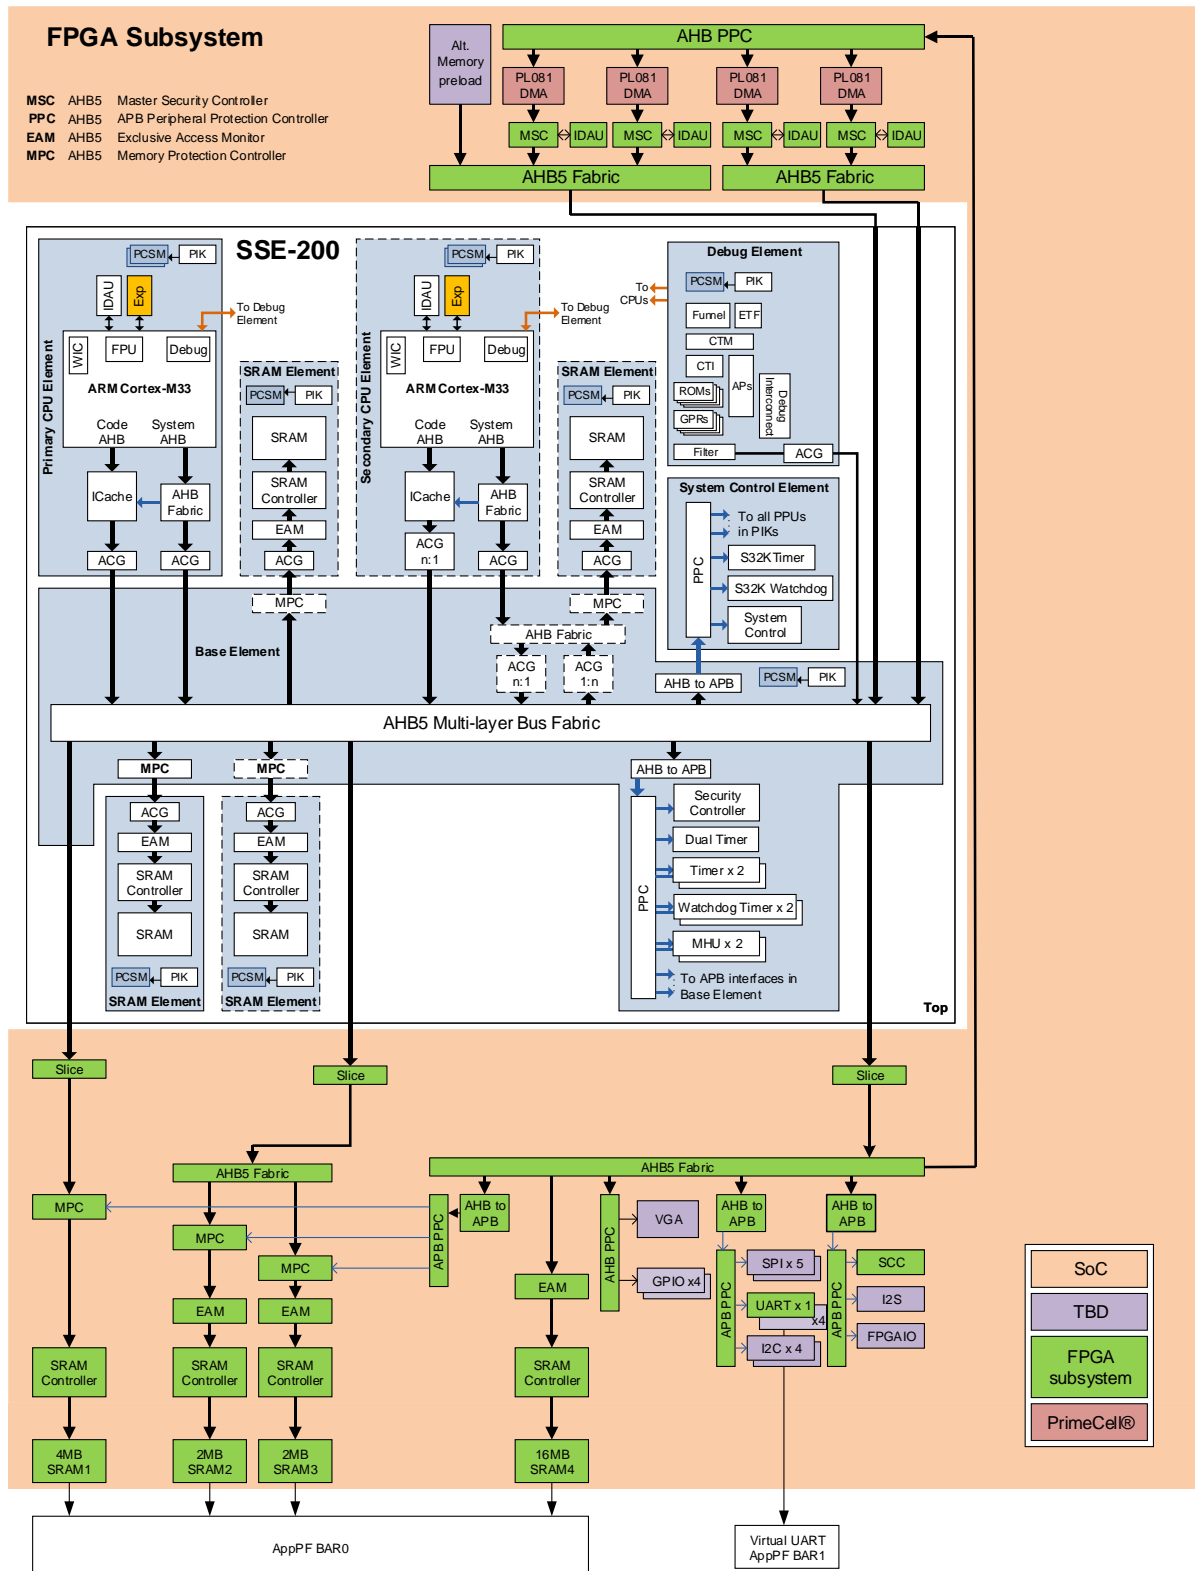 FPGA Subsystem
MSC AHB5 Master Security Controller
PPC AHB5 APB Peripheral Protection Controller
EAM AHB5 Exclusive Access Monitor
MPC AHB5 Memory Protection Controller
Alt.
Memory
preload
AHB PPC
PL081
DMA
PL081
DMA
PL081
DMA
PL081
DMA
MSC
IDAU
MSC
IDAU
MSC
IDAU
MSC
IDAU
AHB5 Fabric
AHB5 Fabric
SSE-200
Primary CPU Element
PCSM
PIK
IDAU
Exp
WIC
FPU
Debug
ARM Cortex-M33
Code
AHB
System
AHB
ICache
AHB
Fabric
ACG
ACG
To Debug
Element
SRAM Element
PCSM
PIK
SRAM
SRAM
Controller
EAM
ACG
MPC
Secondary CPU Element
PCSM
PIK
IDAU
Exp
WIC
FPU
Debug
ARM Cortex-M33
Code
AHB
System
AHB
ICache
AHB
Fabric
ACG
n:1
ACG
To Debug
Element
SRAM Element
PCSM
PIK
SRAM
SRAM
Controller
EAM
ACG
MPC
To
CPUs
Debug Element
PCSM
PIK
Funnel
ETF
CTM
CTI
APs
ROMs
GPRs
Debug
Interconnect
Filter
ACG
System Control Element
PPC
To all PPUs
in PIKs
S32KTimer
S32K Watchdog
System
Control
Base Element
AHB Fabric
ACG
n:1
ACG
1:n
AHB to APB
PCSM
PIK
AHB5 Multi-layer Bus Fabric
MPC
ACG
EAM
SRAM
Controller
SRAM
PCSM
PIK
SRAM Element
MPC
ACG
EAM
SRAM
Controller
SRAM
PCSM
PIK
SRAM Element
AHB to APB
PPC
Security
Controller
Dual Timer
Timer x 2
Watchdog Timer x 2
MHU x 2
To APB interfaces in
Base Element
Top
Slice
Slice
Slice
AHB5 Fabric
AHB5 Fabric
MPC
MPC
MPC
APB PPC
AHB to
APB
EAM
EAM
EAM
AHB PPC
VGA
GPIO x4
AHB to
APB
APB PPC
SPI x 5
UART x 1
x4
I2C x 4
AHB to
APB
APB PPC
SCC
I2S
FPGAIO
SRAM
Controller
SRAM
Controller
SRAM
Controller
SRAM
Controller
4MB
SRAM1
2MB
SRAM2
2MB
SRAM3
16MB
SRAM4
SoC
TBD
FPGA
subsystem
PrimeCell®
AppPF BAR0
Virtual UART
AppPF BAR1